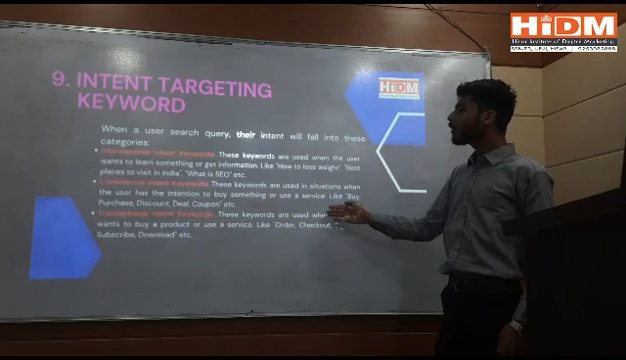 HiDM
Hisar Institute of Digital Marketing
9. INTENT TARGETING
KEYWORD
HiDM
When a user search query, their intent will fall into these
categories:
• Informational Intent Keywords: These keywords are used when the user
wants to learn something or get information. Like "How to lose weight", "Best
places to visit in India", "What is SEO" etc.
• Commercial Intent Keywords: These keywords are used in situations when
the user has the intention to buy something or use a service. Like "Buy,
Purchase, Discount, Deal, Coupon" etc.
• Transactional Intent Keywords: These keywords are used when
wants to buy a product or use a service. Like "Order, Checkout,
Subscribe, Download" etc.